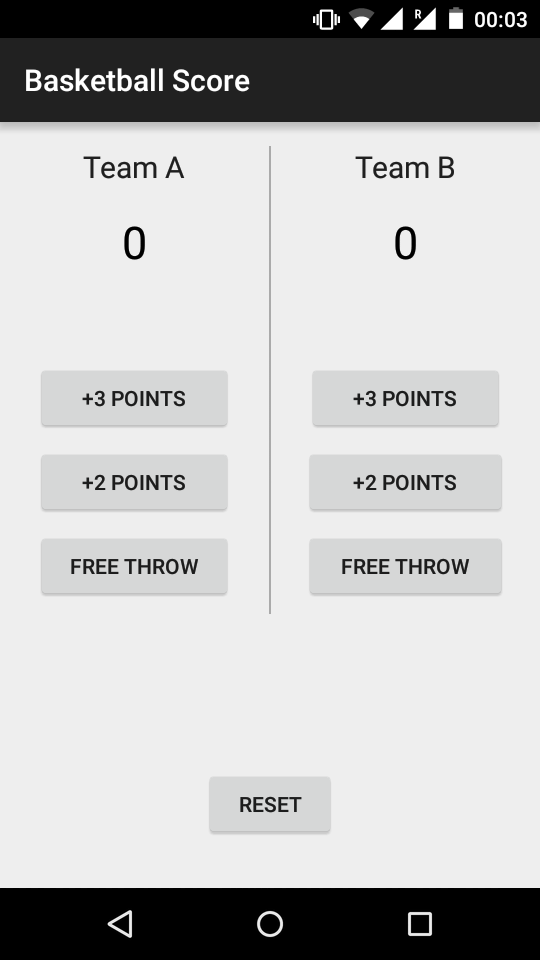 R 00:03
Basketball Score
Team A Team B
0 0
+3 POINTS +3 POINTS
+2 POINTS +2 POINTS
FREE THROW FREE THROW
RESET